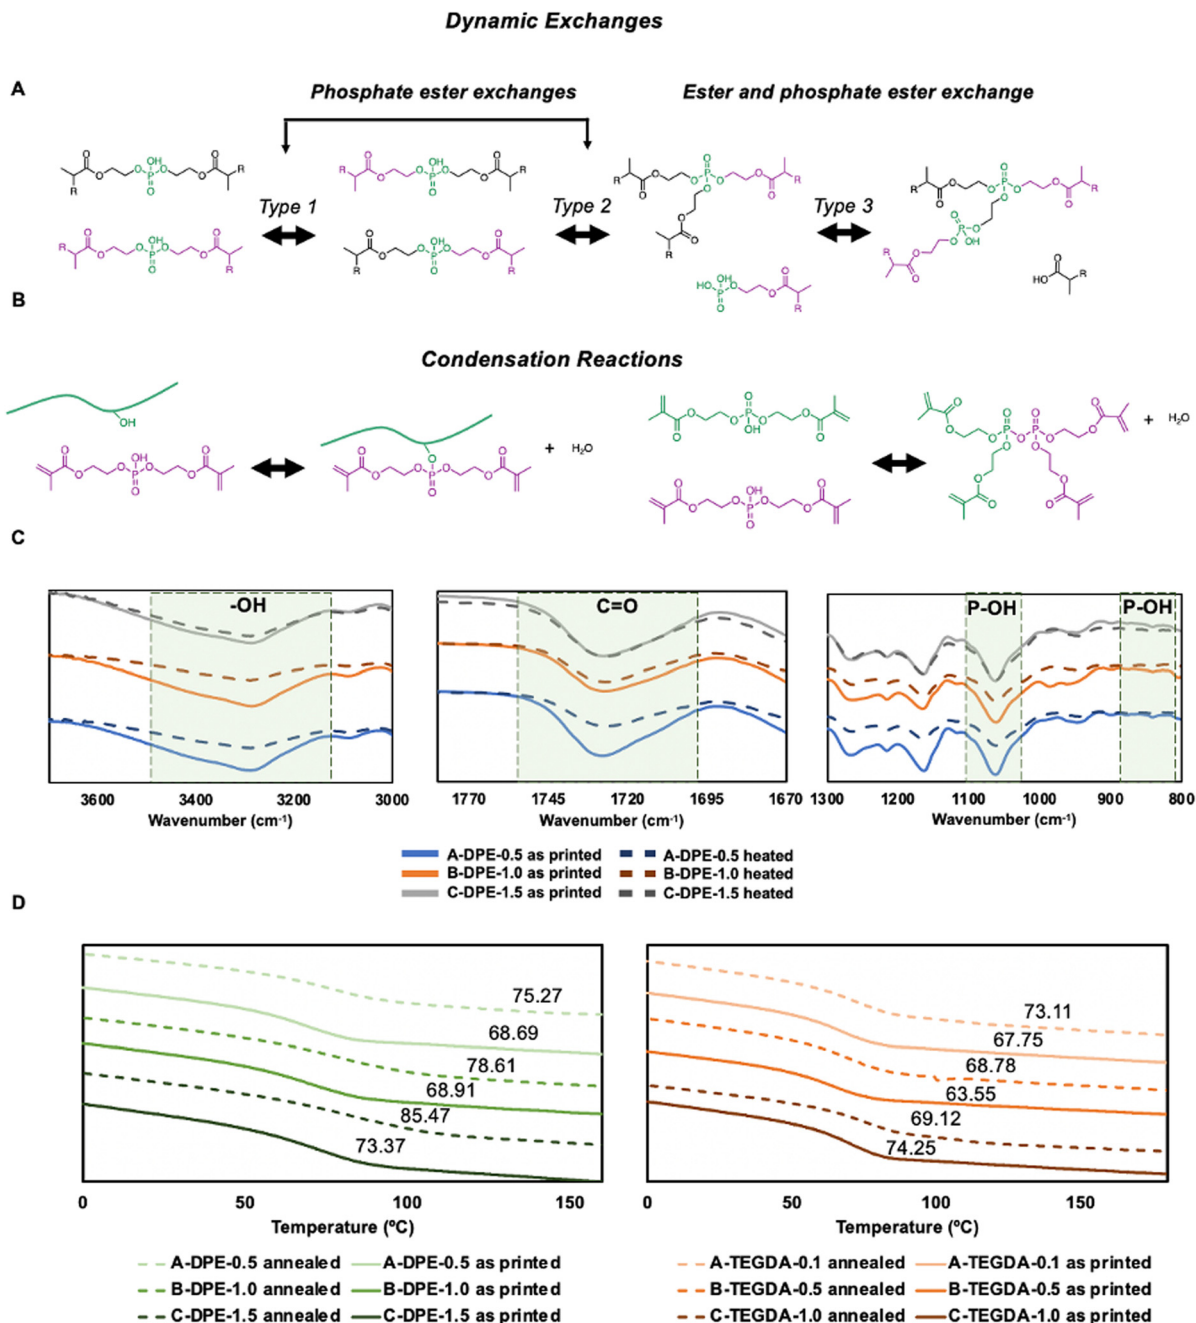 Dynamic Exchanges
A
Phosphate ester exchanges
Ester and phosphate ester exchange
Type 1
Type 2
Type 3
B
Condensation Reactions
OH
+ H₂O
+ H₂O
C
-OH
C=O
P-OH
P-OH
3600 3400 3200 3000
Wavenumber (cm⁻¹)
1770 1745 1720 1695 1670
Wavenumber (cm⁻¹)
1300 1200 1100 1000 900 800
Wavenumber (cm⁻¹)
A-DPE-0.5 as printed
A-DPE-0.5 heated
B-DPE-1.0 as printed
B-DPE-1.0 heated
C-DPE-1.5 as printed
C-DPE-1.5 heated
D
75.27
68.69
78.61
68.91
85.47
73.37
0 50 100 150
Temperature (ºC)
A-DPE-0.5 annealed
A-DPE-0.5 as printed
B-DPE-1.0 annealed
B-DPE-1.0 as printed
C-DPE-1.5 annealed
C-DPE-1.5 as printed
73.11
67.75
68.78
63.55
69.12
74.25
0 50 100 150
Temperature (ºC)
A-TEGDA-0.1 annealed
A-TEGDA-0.1 as printed
B-TEGDA-0.5 annealed
B-TEGDA-0.5 as printed
C-TEGDA-1.0 annealed
C-TEGDA-1.0 as printed